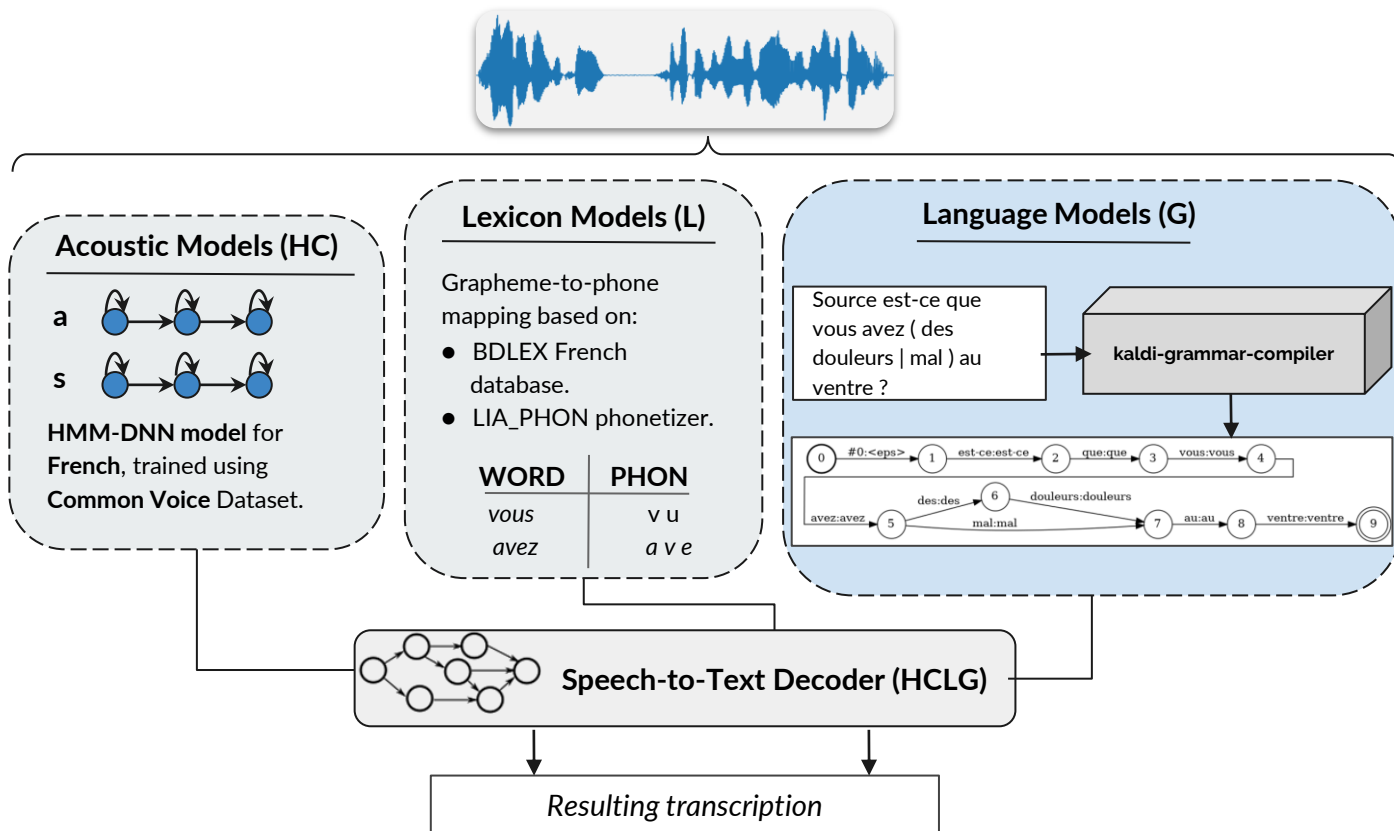 Acoustic Models (HC)
a
s
HMM-DNN model for
French, trained using
Common Voice Dataset.
Lexicon Models (L)
Grapheme-to-phone
mapping based on:
● BDLEX French
database.
● LIA_PHON phonetizer.
WORD PHON
vous v u
avez a v e
Language Models (G)
Source est-ce que
vous avez ( des
douleurs | mal ) au
ventre ?
kaldi-grammar-compiler
0 #0:<eps> 1 est-ce:est-ce 2 que:que 3 vous:vous 4
avez:avez 5 des:des 6 douleurs:douleurs mal:mal 7 au:au 8 ventre:ventre 9
Speech-to-Text Decoder (HCLG)
Resulting transcription